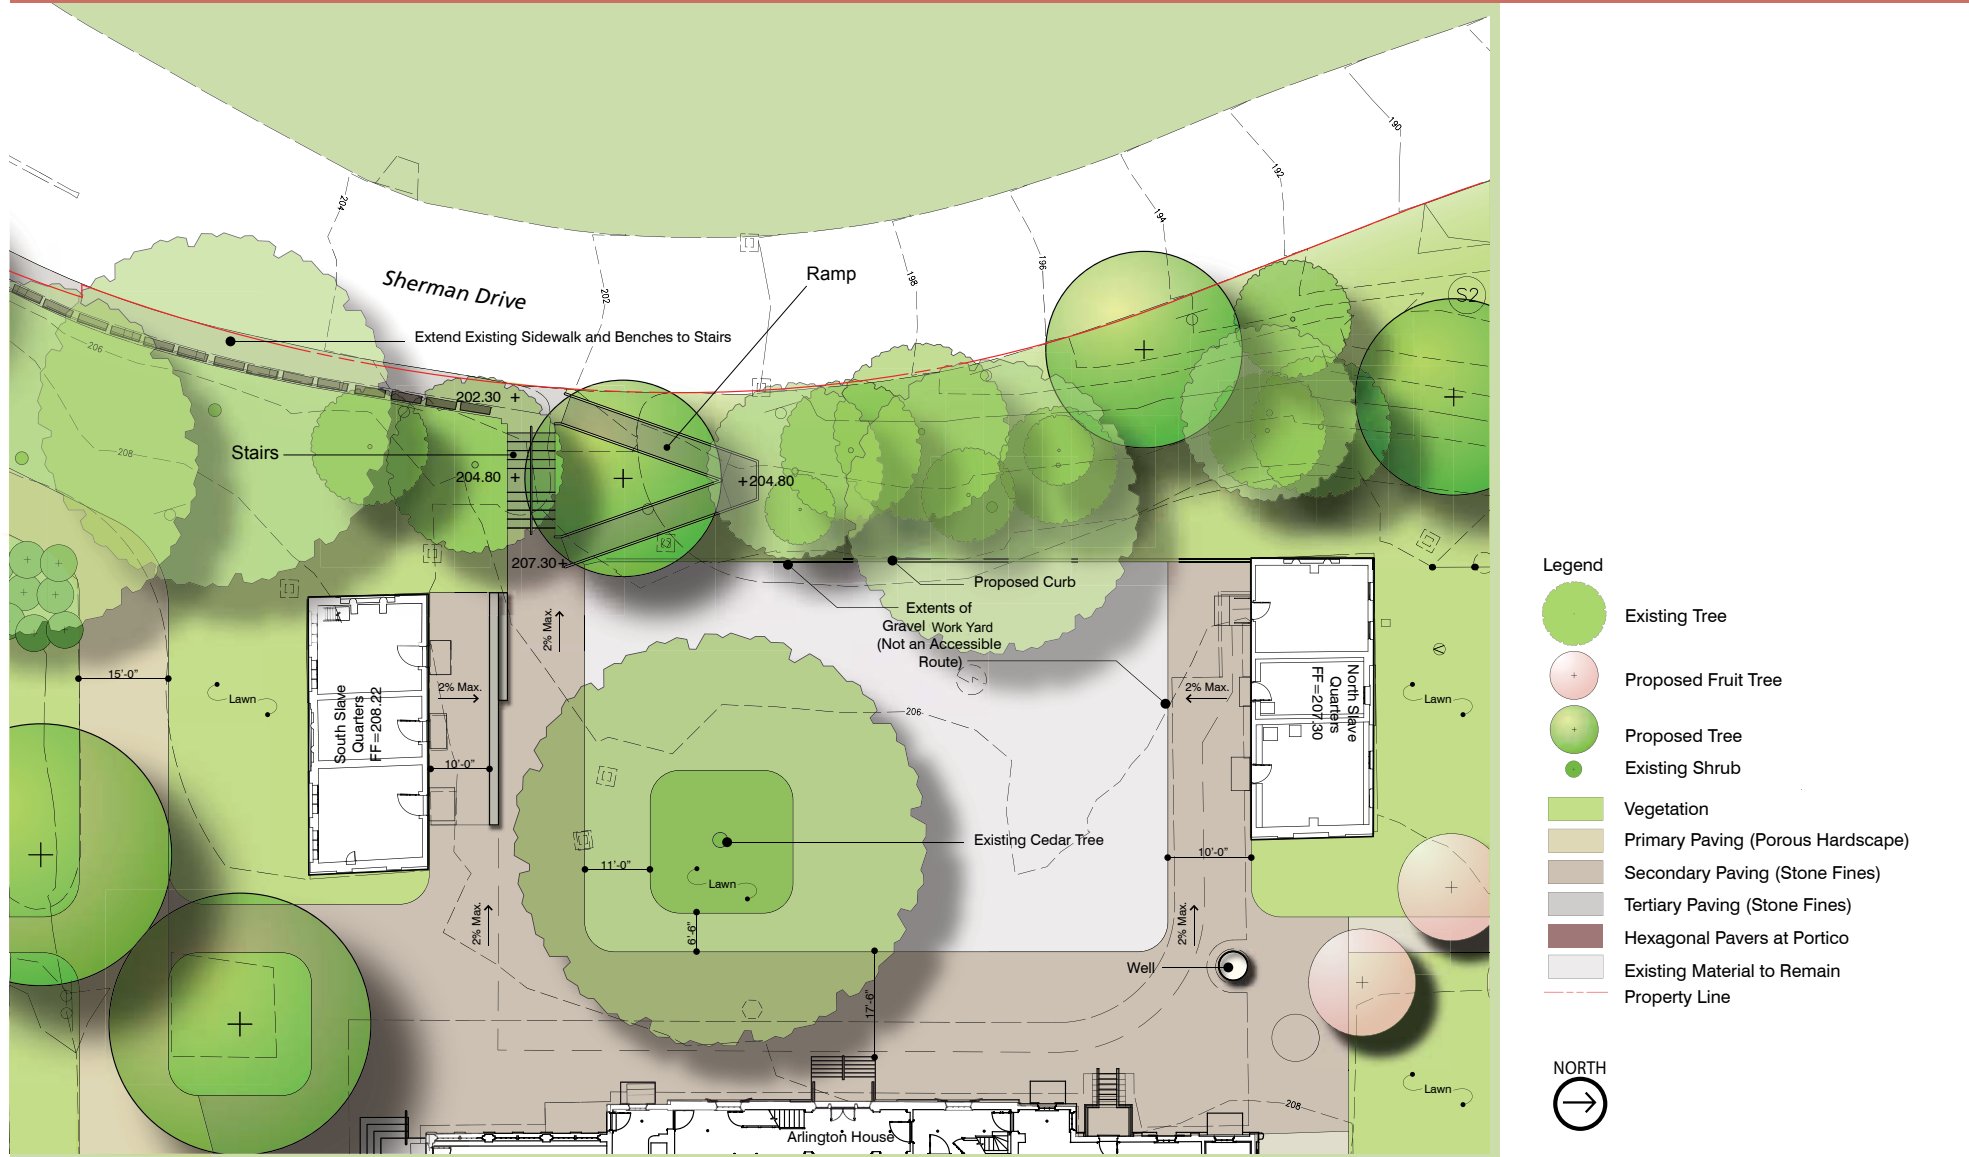 190
192
194
204
196
Ramp
198
Sherman Drive
202
S2
Extend Existing Sidewalk and Benches to Stairs
206
202.30
208
Stairs
204.80
204.80
207.30
Proposed Curb
Extents of
Gravel Work Yard
(Not an Accessible
Route)
2% Max.
15'-0"
Lawn
South Slave
Quarters
FF=208.22
2% Max.
2% Max.
North Slave
Quarters
FF=207.30
Lawn
206
10'-0"
Existing Cedar Tree
10'-0"
11'-0"
Lawn
6'-6"
2% Max.
2% Max.
Well
17'-6"
Lawn
208
Arlington House
Legend
Existing Tree
Proposed Fruit Tree
Proposed Tree
Existing Shrub
Vegetation
Primary Paving (Porous Hardscape)
Secondary Paving (Stone Fines)
Tertiary Paving (Stone Fines)
Hexagonal Pavers at Portico
Existing Material to Remain
Property Line
NORTH